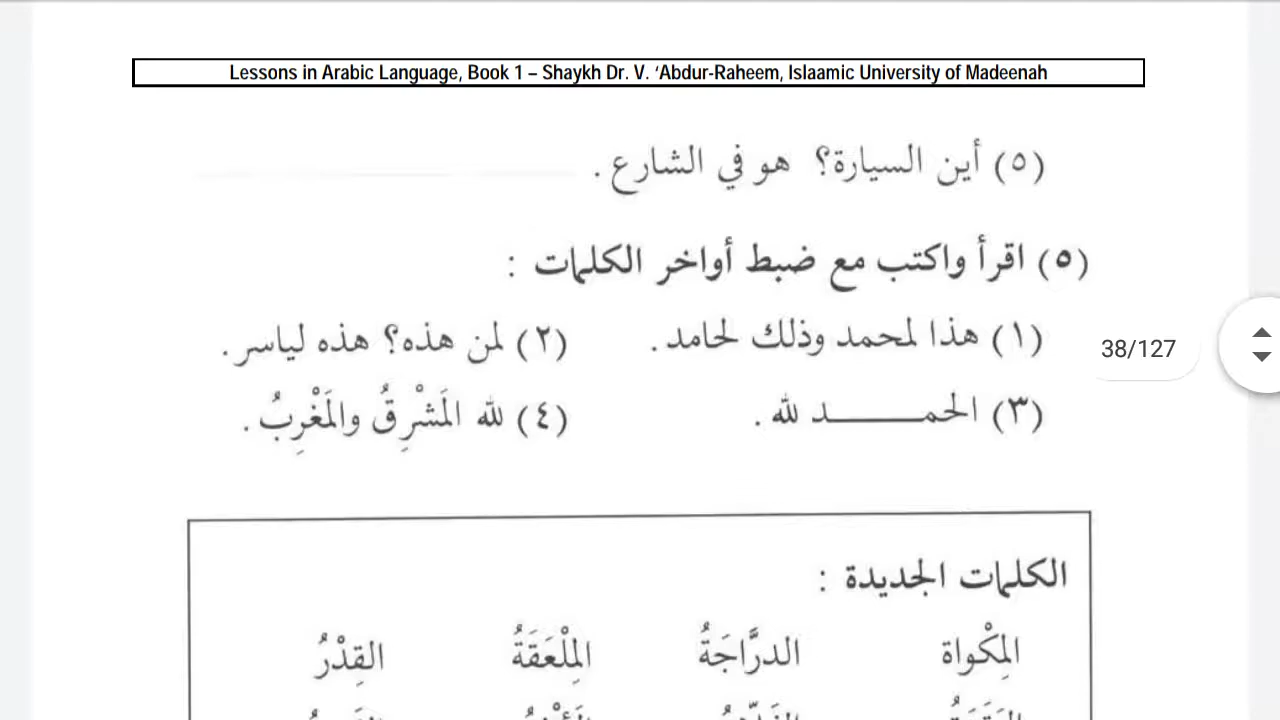 Lessons in Arabic Language, Book 1 – Shaykh Dr. V. ‘Abdur-Raheem, Islaamic University of Madeenah
(٥) أين السيارة؟ هو في الشارع .
(٥) اقرأ واكتب مع ضبط أواخر الكلمات :
(١) هذا لمحمد وذلك لحامد . (٢) لمن هذه؟ هذه لياسر .
38/127
(٣) الحمـــــــد لله . (٤) لله المَشْرِقُ والمَغْرِبُ .
الكلمات الجديدة :
المِكْواة الدرَّاجَةُ المِلْعَقَةُ القِدْرُ